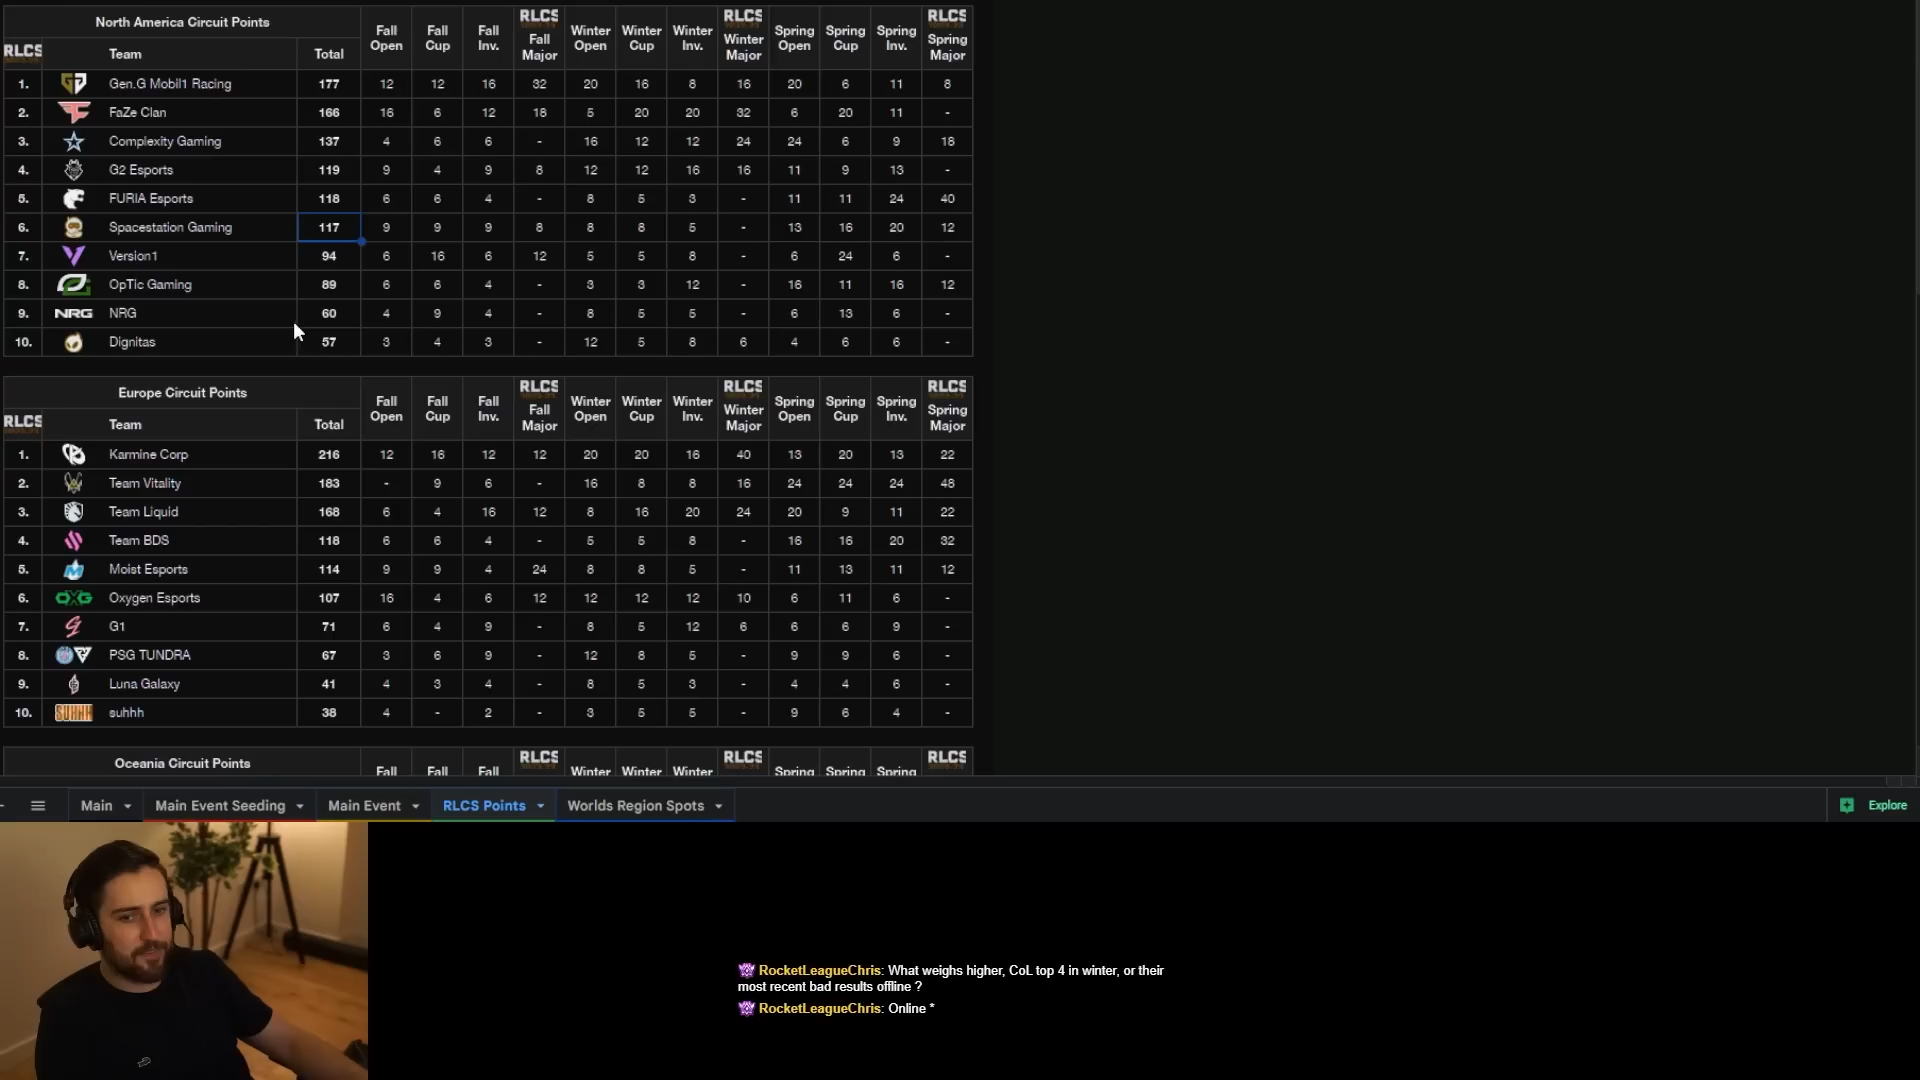 North America Circuit Points
RLCS Team Total Fall Open Fall Cup Fall Inv. RLCS Fall Major Winter Open Winter Cup Winter Inv. RLCS Winter Major Spring Open Spring Cup Spring Inv. RLCS Spring Major
1. Gen.G Mobil1 Racing 177 12 12 16 32 20 16 8 16 20 6 11 8
2. FaZe Clan 166 16 6 12 18 5 20 20 32 6 20 11 -
3. Complexity Gaming 137 4 6 6 - 16 12 12 24 24 6 9 18
4. G2 Esports 119 9 4 9 8 12 12 16 16 11 9 13 -
5. FURIA Esports 118 6 6 4 - 8 5 3 - 11 11 24 40
6. Spacestation Gaming 117 9 9 9 8 8 8 5 - 13 16 20 12
7. Version1 94 6 16 6 12 5 5 8 - 6 24 6 -
8. OpTic Gaming 89 6 6 4 - 3 3 12 - 16 11 16 12
9. NRG NRG 60 4 9 4 - 8 5 5 - 6 13 6 -
10. Dignitas 57 3 4 3 - 12 5 8 6 4 6 6 -
Europe Circuit Points
RLCS Team Total Fall Open Fall Cup Fall Inv. RLCS Fall Major Winter Open Winter Cup Winter Inv. RLCS Winter Major Spring Open Spring Cup Spring Inv. RLCS Spring Major
1. Karmine Corp 216 12 16 12 12 20 20 16 40 13 20 13 22
2. Team Vitality 183 - 9 6 - 16 8 8 16 24 24 24 48
3. Team Liquid 168 6 4 16 12 8 16 20 24 20 9 11 22
4. Team BDS 118 6 6 4 - 5 5 8 - 16 16 20 32
5. Moist Esports 114 9 9 4 24 8 8 5 - 11 13 11 12
6. OXG Oxygen Esports 107 16 4 6 12 12 12 12 10 6 11 6 -
7. G1 71 6 4 9 - 8 5 12 6 6 6 9 -
8. PSG TUNDRA 67 3 6 9 - 12 8 5 - 9 9 6 -
9. Luna Galaxy 41 4 3 4 - 8 5 3 - 4 4 6 -
10. SUHHH suhhh 38 4 - 2 - 3 5 5 - 9 6 4 -
Oceania Circuit Points Fall Fall Fall RLCS Winter Winter Winter RLCS Spring Spring Spring RLCS
Main Main Event Seeding Main Event RLCS Points Worlds Region Spots Explore
RocketLeagueChris: What weighs higher, CoL top 4 in winter, or their
most recent bad results offline ?
RocketLeagueChris: Online *